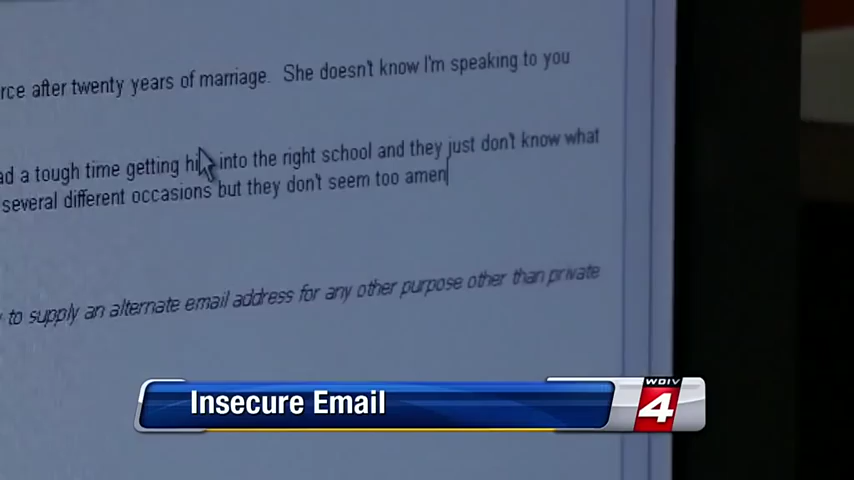 rce after twenty years of marriage. She doesn't know I'm speaking to you
ad a tough time getting hi into the right school and they just don't know what
several different occasions but they don't seem too amen
to supply an alternate email address for any other purpose other than private
Insecure Email
WDIV
4